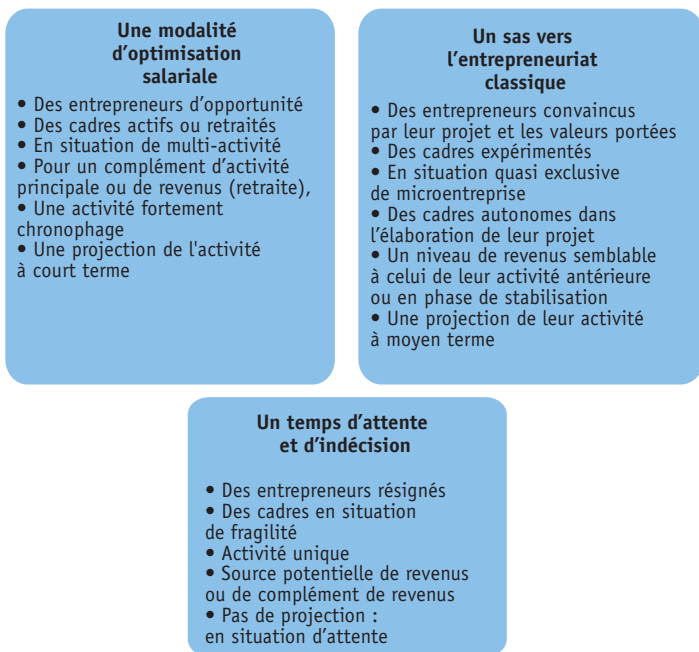 Une modalité
d’optimisation
salariale
• Des entrepreneurs d’opportunité
• Des cadres actifs ou retraités
• En situation de multi-activité
• Pour un complément d’activité
principale ou de revenus (retraite),
• Une activité fortement
chronophage
• Une projection de l'activité
à court terme
Un sas vers
l’entrepreneuriat
classique
• Des entrepreneurs convaincus
par leur projet et les valeurs portées
• Des cadres expérimentés
• En situation quasi exclusive
de microentreprise
• Des cadres autonomes dans
l’élaboration de leur projet
• Un niveau de revenus semblable
à celui de leur activité antérieure
ou en phase de stabilisation
• Une projection de leur activité
à moyen terme
Un temps d’attente
et d’indécision
• Des entrepreneurs résignés
• Des cadres en situation
de fragilité
• Activité unique
• Source potentielle de revenus
ou de complément de revenus
• Pas de projection :
en situation d’attente